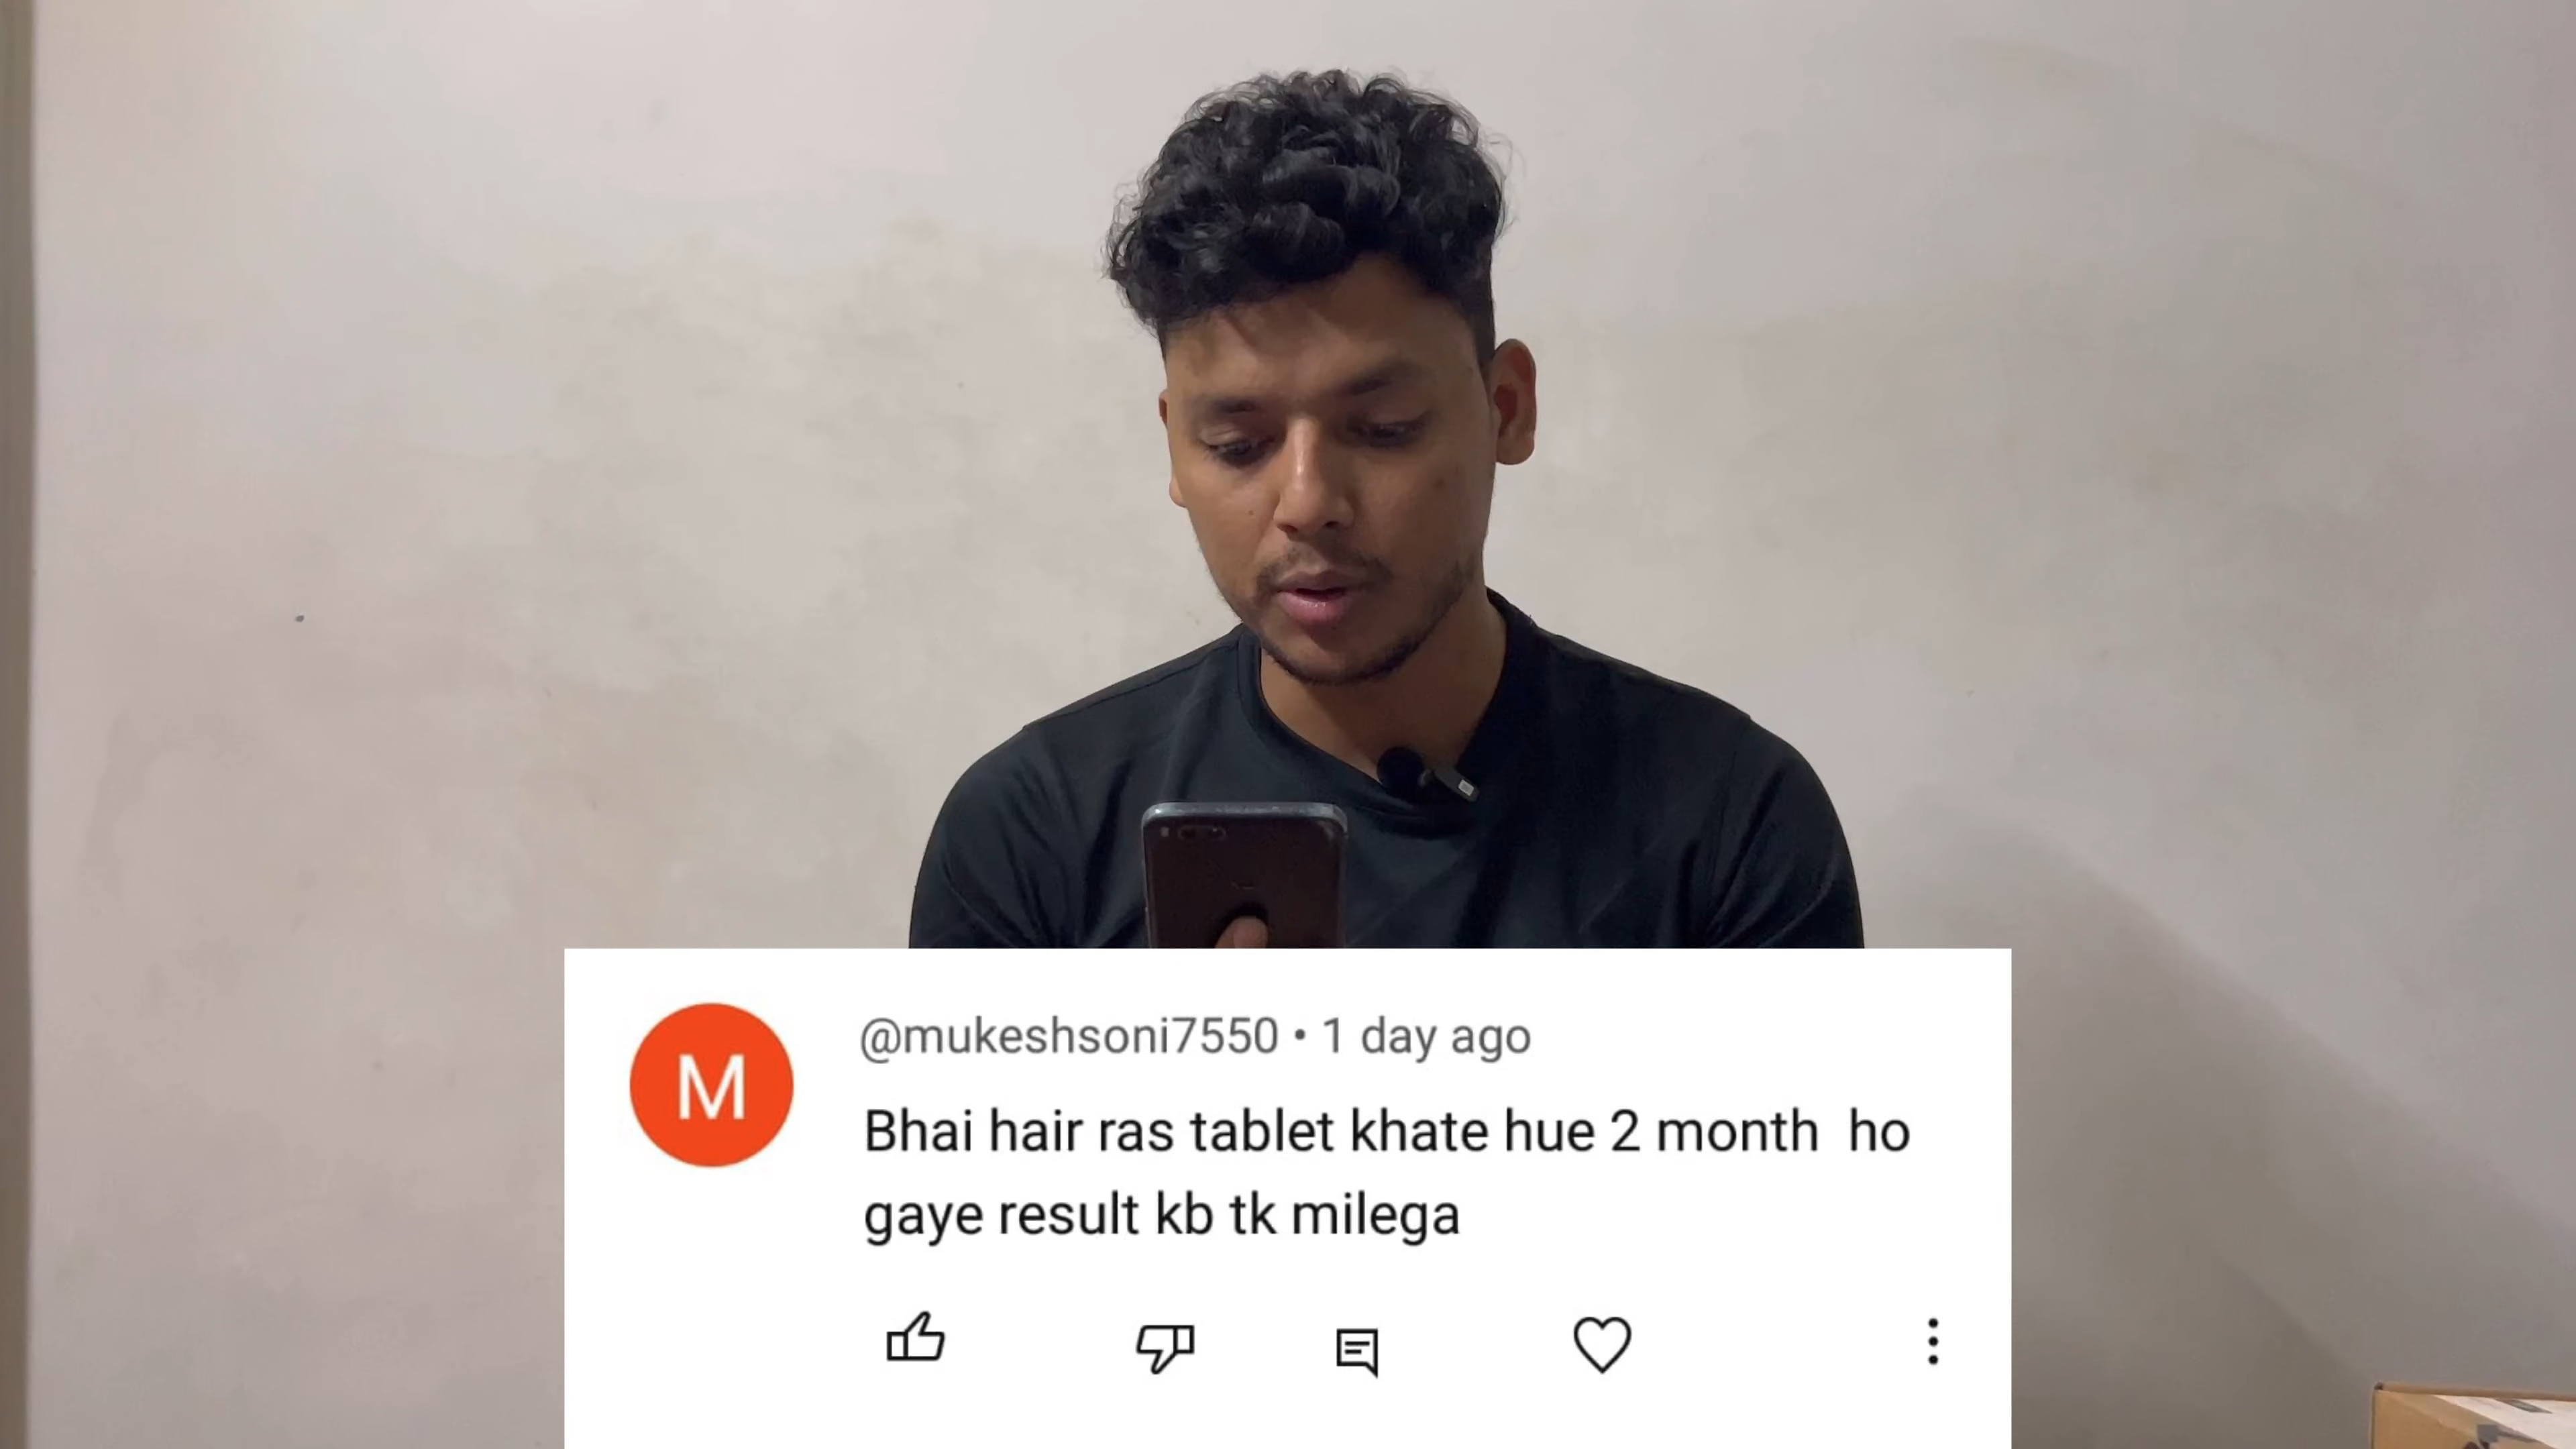 M
@mukeshsoni7550 • 1 day ago
Bhai hair ras tablet khate hue 2 month ho
gaye result kb tk milega